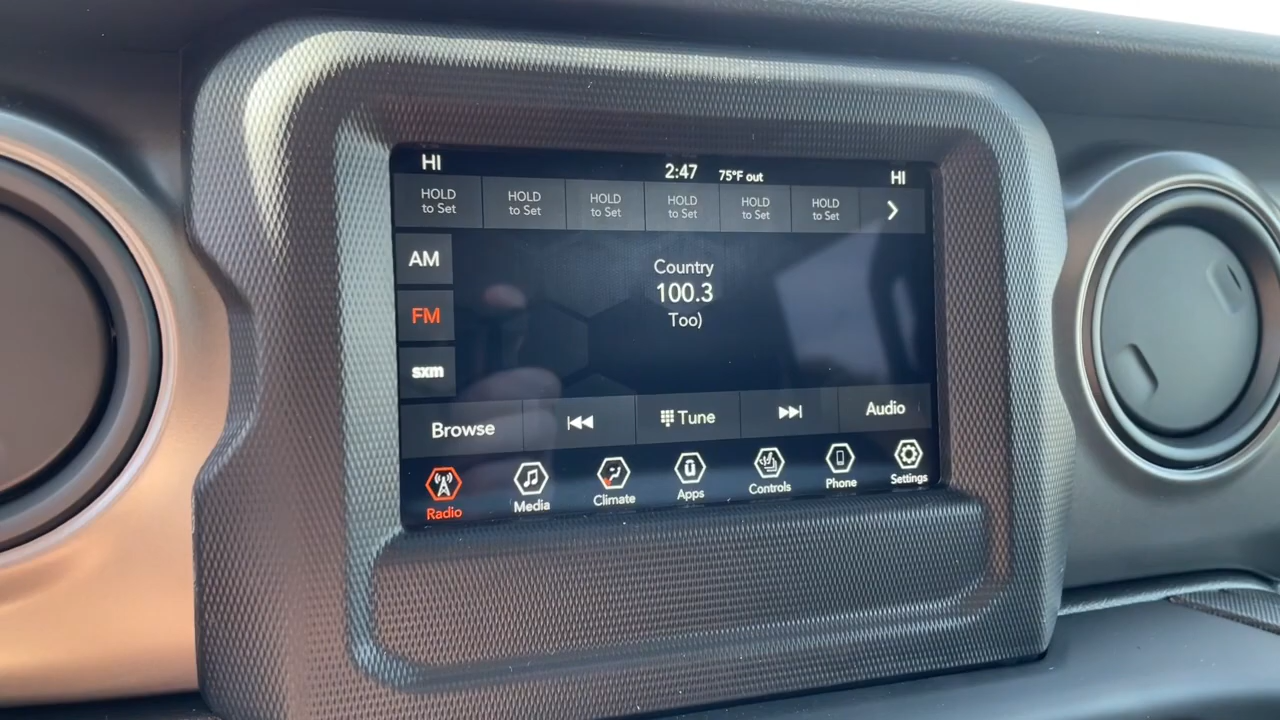 HI 2:47 75°F out HI
HOLD to Set
HOLD to Set
HOLD to Set
HOLD to Set
HOLD to Set
HOLD to Set
AM
FM
sxm
Country
100.3
Too)
Browse Tune Audio
Radio Media Climate Apps Controls Phone Settings